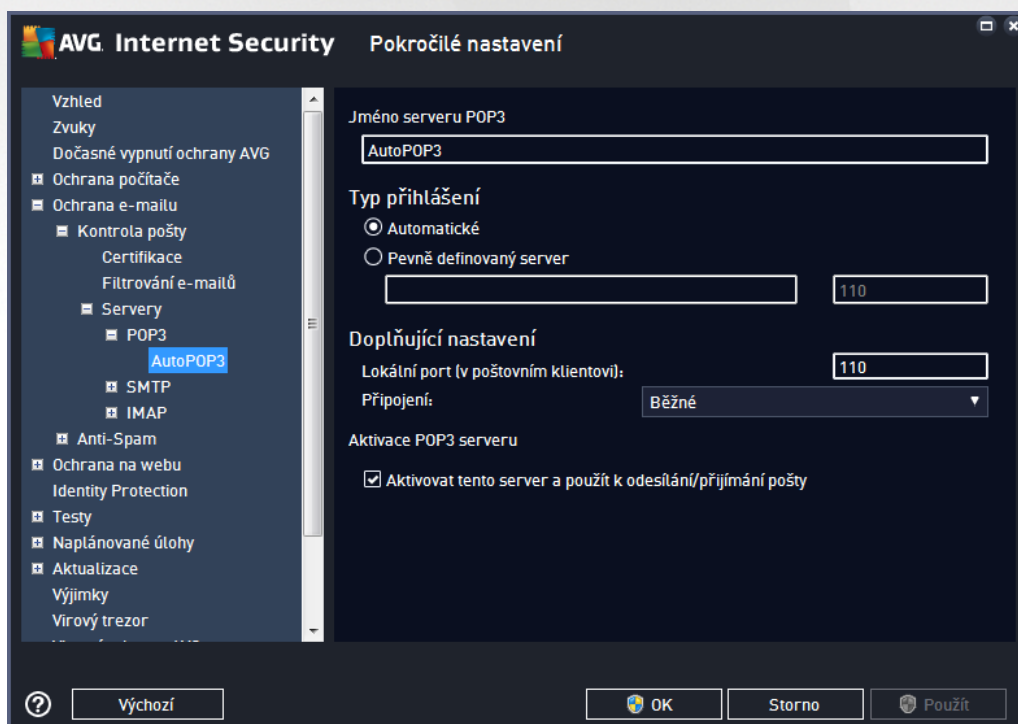 AVG. Internet Security Pokročilé nastavení
Vzhled
Zvuky
Dočasné vypnutí ochrany AVG
Ochrana počítače
Ochrana e-mailu
Kontrola pošty
Certifikace
Filtrování e-mailů
Servery
POP3
AutoPOP3
SMTP
IMAP
Anti-Spam
Ochrana na webu
Identity Protection
Testy
Naplánované úlohy
Aktualizace
Výjimky
Virový trezor
Jméno serveru POP3
AutoPOP3
Typ přihlášení
Automatické
Pevně definovaný server
110
Doplňující nastavení
Lokální port (v poštovním klientovi): 110
Připojení: Běžné
Aktivace POP3 serveru
Aktivovat tento server a použít k odesílání/přijímání pošty
? Výchozí OK Storno Použít